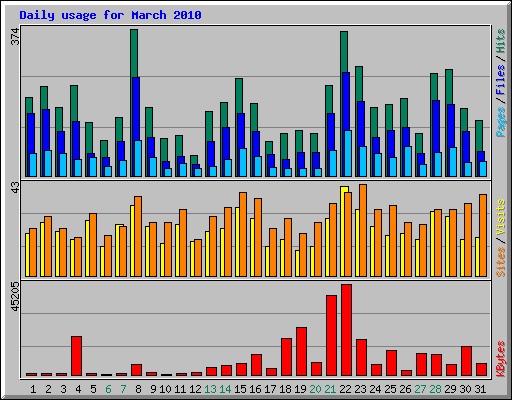 Daily usage for March 2010
374
Pages / Files / Hits
43
Sites / Visits
45205
KBytes
1 2 3 4 5 6 7 8 9 10 11 12 13 14 15 16 17 18 19 20 21 22 23 24 25 26 27 28 29 30 31